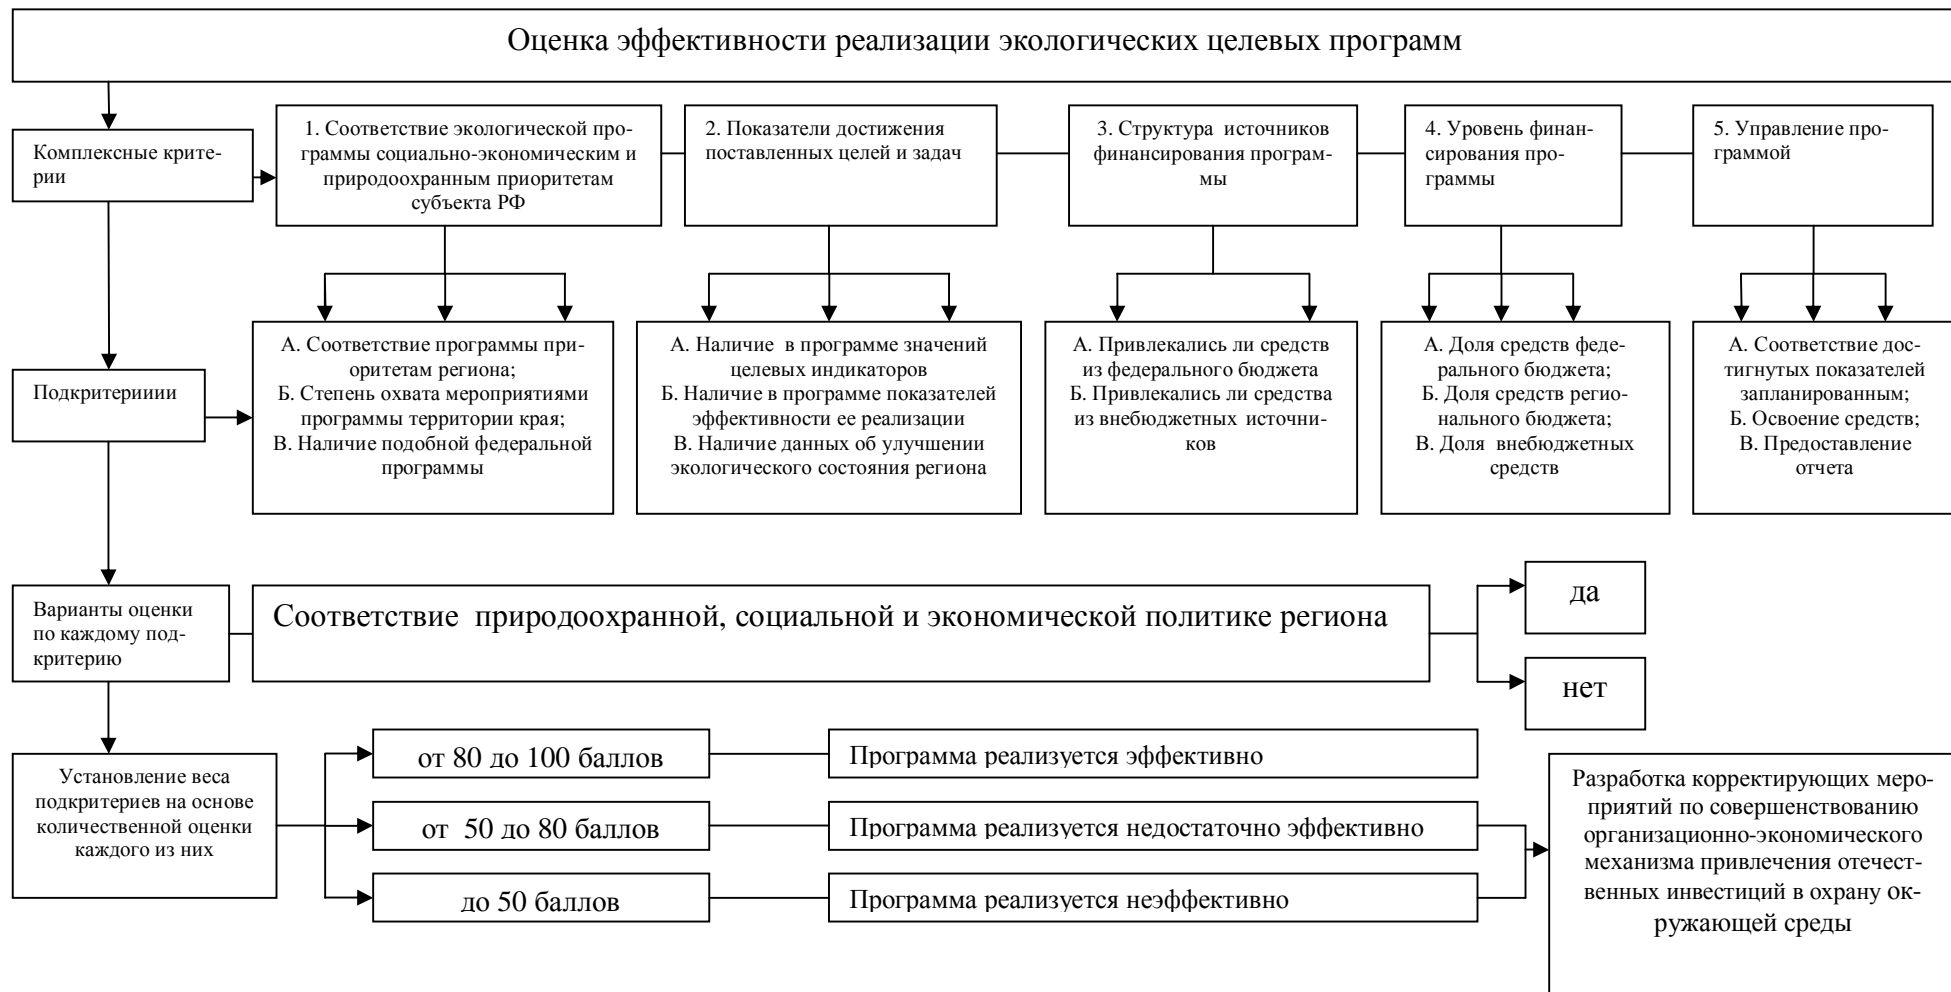 Оценка эффективности реализации экологических целевых программ
Комплексные крите-
рии
1. Соответствие экологической про-
граммы социально-экономическим и
природоохранным приоритетам
субъекта РФ
2. Показатели достижения
поставленных целей и задач
3. Структура источников
финансирования програм-
мы
4. Уровень финан-
сирования про-
граммы
5. Управление про-
граммой
Подкритериии
А. Соответствие программы при-
оритетам региона;
Б. Степень охвата мероприятиями
программы территории края;
В. Наличие подобной федеральной
программы
А. Наличие в программе значений
целевых индикаторов
Б. Наличие в программе показателей
эффективности ее реализации
В. Наличие данных об улучшении
экологического состояния региона
А. Привлекались ли средств
из федерального бюджета
Б. Привлекались ли средства
из внебюджетных источни-
ков
А. Доля средств феде-
рального бюджета;
Б. Доля средств регио-
нального бюджета;
В. Доля внебюджетных
средств
А. Соответствие дос-
тигнутых показателей
запланированным;
Б. Освоение средств;
В. Предоставление
отчета
Варианты оценки
по каждому под-
критерию
Соответствие природоохранной, социальной и экономической политике региона
да
нет
Установление веса
подкритериев на основе
количественной оценки
каждого из них
от 80 до 100 баллов
Программа реализуется эффективно
от 50 до 80 баллов
Программа реализуется недостаточно эффективно
до 50 баллов
Программа реализуется неэффективно
Разработка корректирующих меро-
приятий по совершенствованию
организационно-экономического
механизма привлечения отечест-
венных инвестиций в охрану ок-
ружающей среды